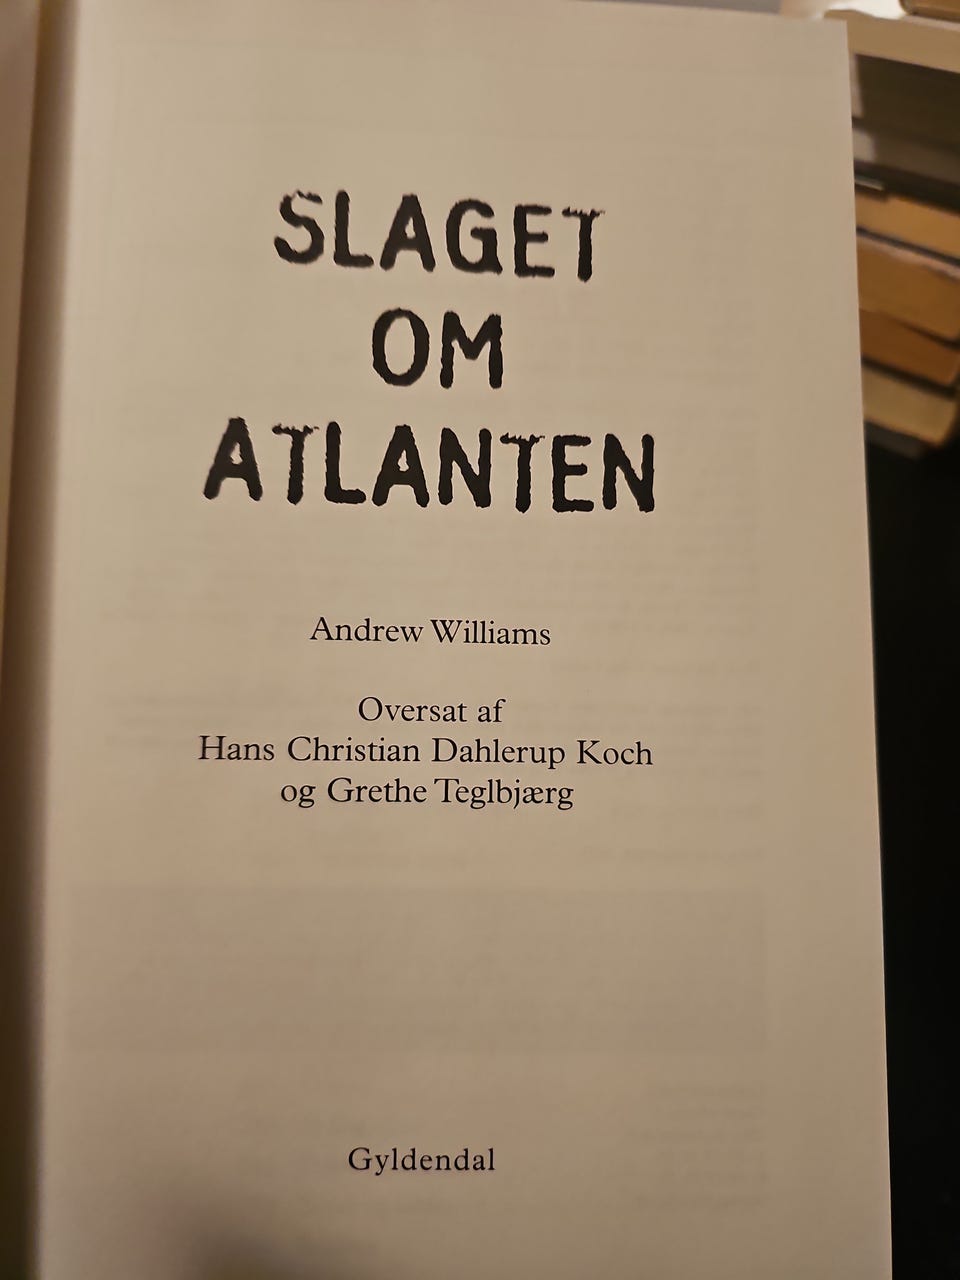 SLAGET
OM
ATLANTEN
Andrew Williams
Oversat af
Hans Christian Dahlerup Koch
og Grethe Teglbjærg
Gyldendal